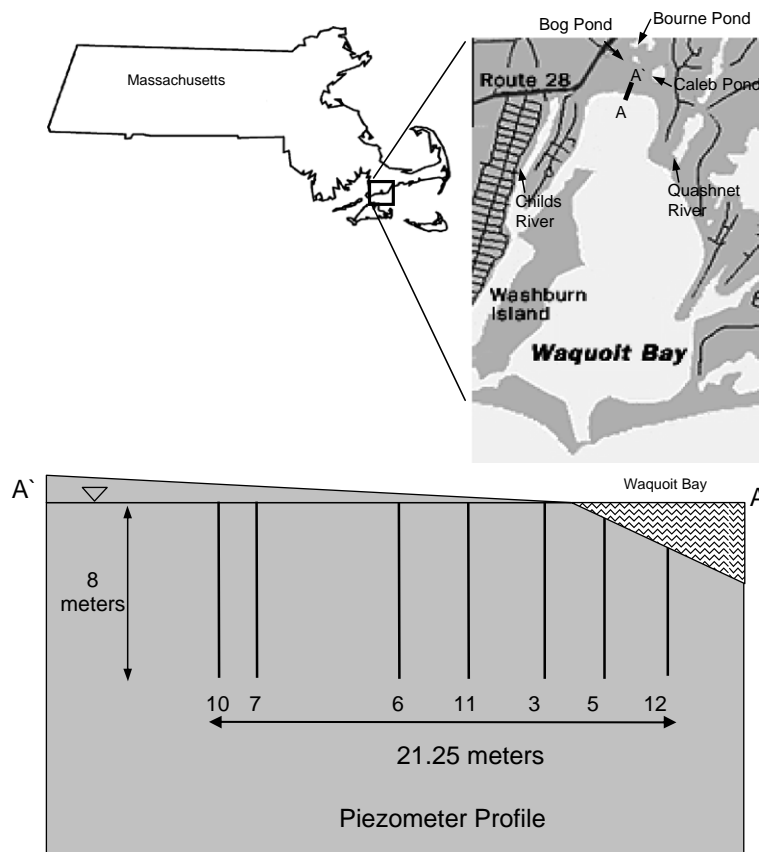 Massachusetts
Bog Pond
Bourne Pond
Route 28
A`
Caleb Pond
A
Childs
River
Quashnet
River
Washburn
Island
Waquoit Bay
A`
Waquoit Bay
A
8
meters
10 7 6 11 3 5 12
21.25 meters
Piezometer Profile